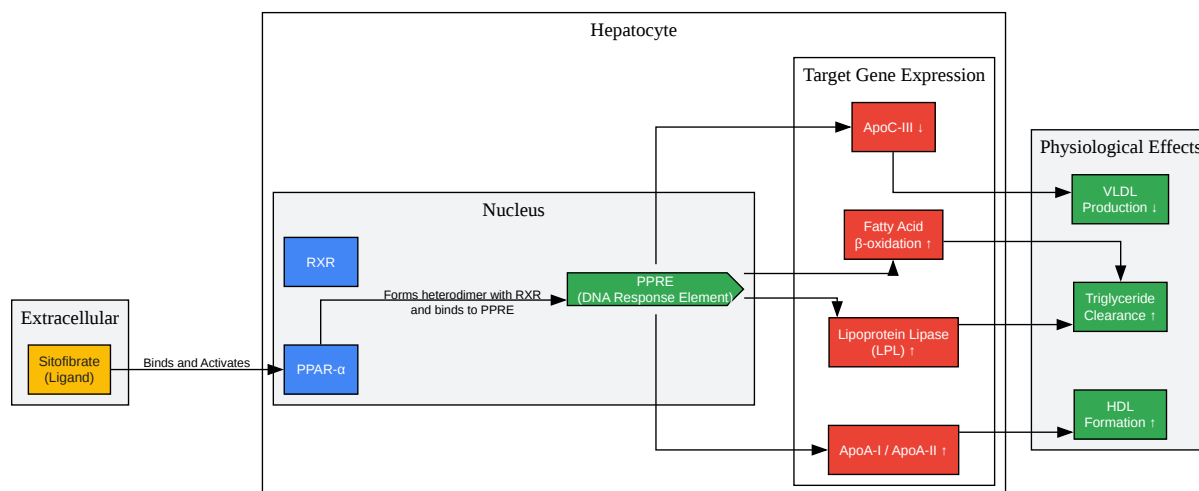 Hepatocyte
Target Gene Expression
ApoC-III ↓
Physiological Effects
VLDL
Production ↓
Nucleus
Fatty Acid
β-oxidation ↑
RXR
PPRE
(DNA Response Element)
Forms heterodimer with RXR
and binds to PPRE
Triglyceride
Clearance ↑
Extracellular
Lipoprotein Lipase
(LPL) ↑
Sitofibrate
(Ligand)
Binds and Activates
PPAR-α
HDL
Formation ↑
ApoA-I / ApoA-II ↑